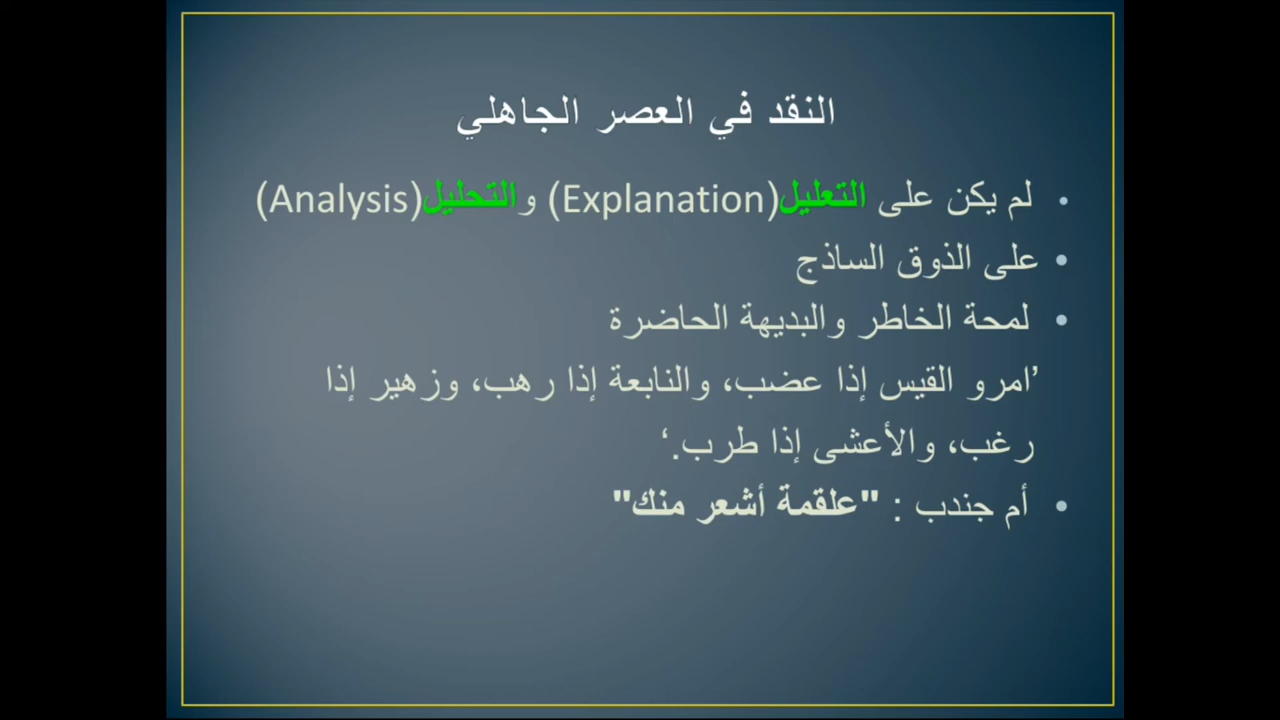 النقد في العصر الجاهلي
• لم يكن على التعليل(Explanation) والتحليل(Analysis)
• على الذوق الساذج
• لمحة الخاطر والبديهة الحاضرة
’امرو القيس إذا عضب، والنابعة إذا رهب، وزهير إذا
رغب، والأعشى إذا طرب.‘
• أم جندب : "علقمة أشعر منك"